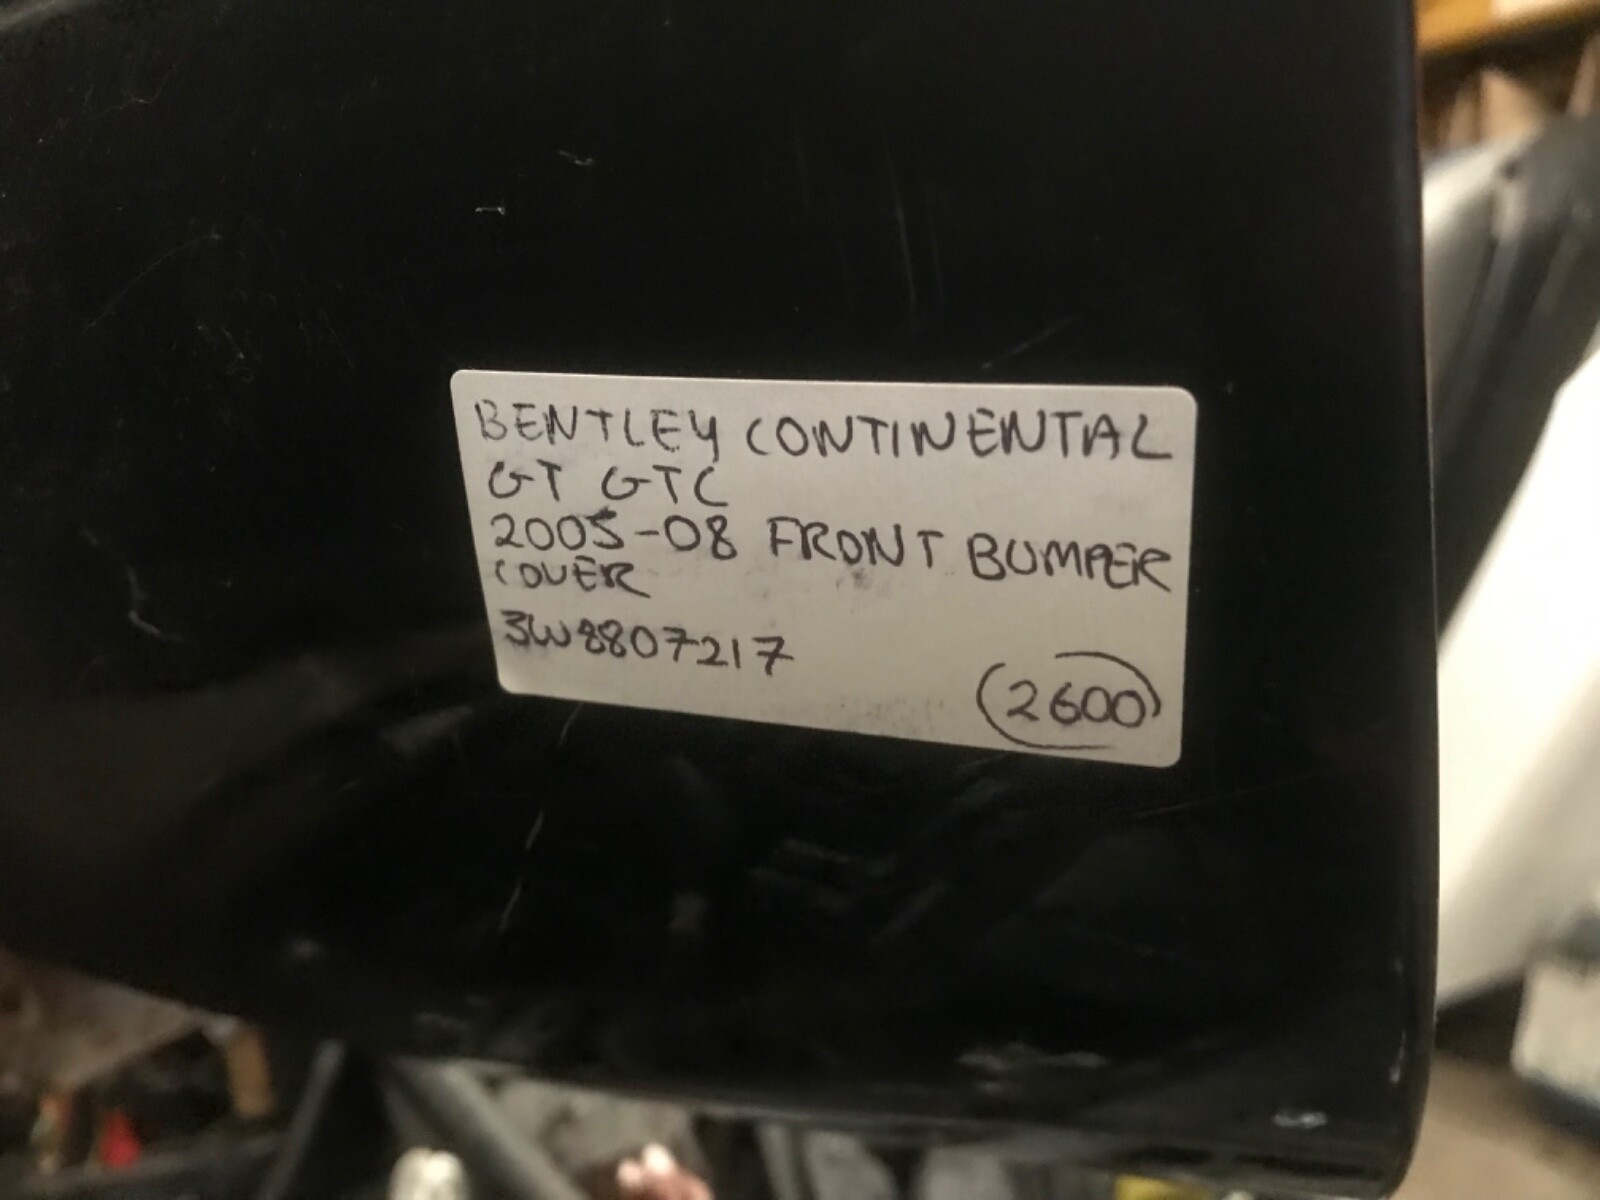 BENTLEY CONTINENTAL
GT GTC
2005-08 FRONT BUMPER
COVER
3W8807217
2600